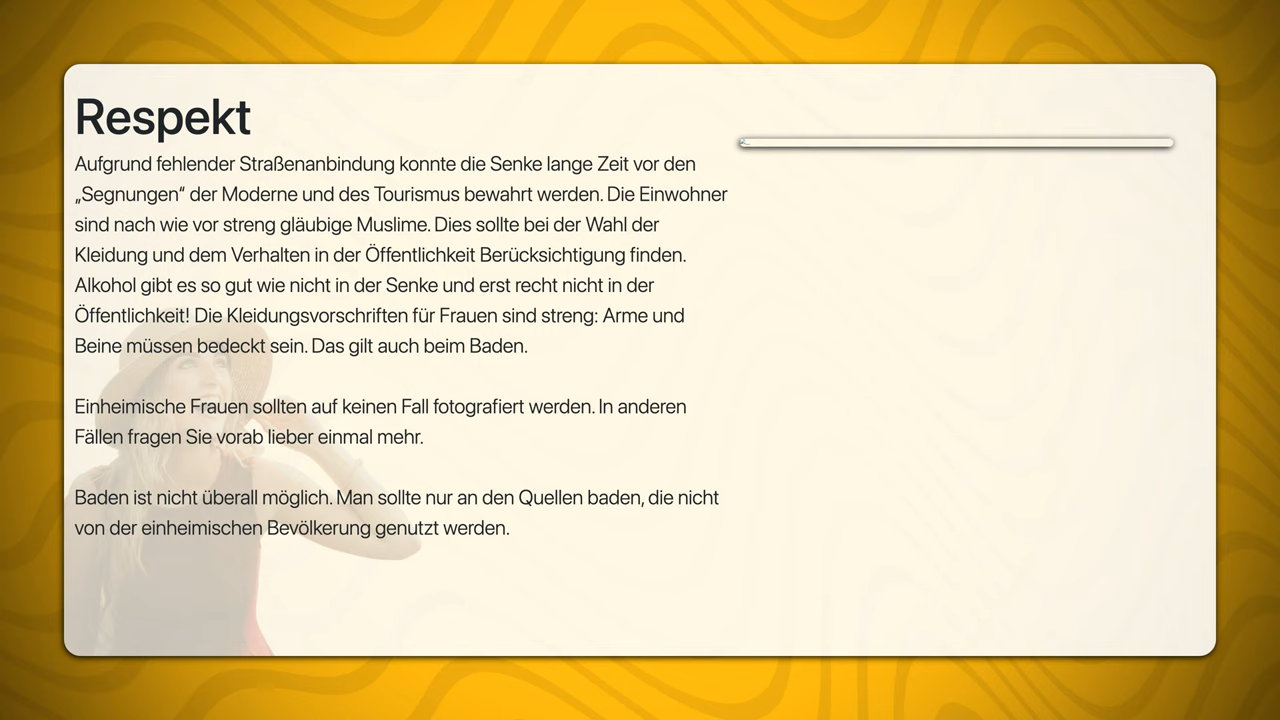 Respekt
Aufgrund fehlender Straßenanbindung konnte die Senke lange Zeit vor den
„Segnungen“ der Moderne und des Tourismus bewahrt werden. Die Einwohner
sind nach wie vor streng gläubige Muslime. Dies sollte bei der Wahl der
Kleidung und dem Verhalten in der Öffentlichkeit Berücksichtigung finden.
Alkohol gibt es so gut wie nicht in der Senke und erst recht nicht in der
Öffentlichkeit! Die Kleidungsvorschriften für Frauen sind streng: Arme und
Beine müssen bedeckt sein. Das gilt auch beim Baden.
Einheimische Frauen sollten auf keinen Fall fotografiert werden. In anderen
Fällen fragen Sie vorab lieber einmal mehr.
Baden ist nicht überall möglich. Man sollte nur an den Quellen baden, die nicht
von der einheimischen Bevölkerung genutzt werden.